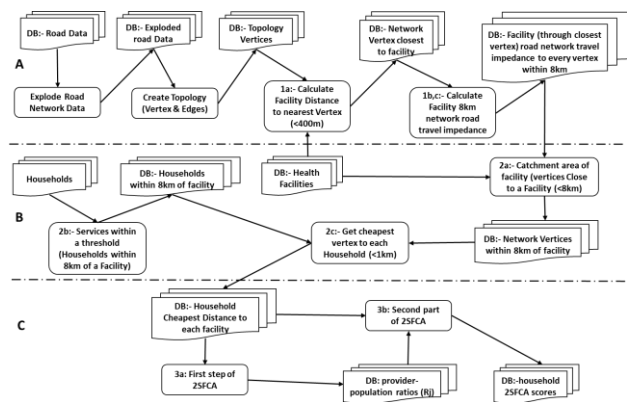 DB:- Road Data
DB:- Exploded
road Data
DB:- Topology
Vertices
DB:- Network
Vertex closest
to facility
DB:- Facility (through closest
vertex) road network travel
impedance to every vertex
within 8km
A
Explode Road
Network Data
Create Topology
(Vertex & Edges)
1a:- Calculate
Facility Distance
to nearest Vertex
(<400m)
1b,c:- Calculate
Facility 8km
network road
travel impedance
Households
DB:- Households
within 8km of facility
DB:- Health
Facilities
2a:- Catchment area of
facility (vertices Close
to a Facility (<8km)
B
2b:- Services within
a threshold
(Households within
8km of a Facility)
2c:- Get cheapest
vertex to each
Household (<1km)
DB:- Network Vertices
within 8km of facility
C
DB:- Household
Cheapest Distance to
each facility
3b: Second part
of 2SFCA
3a: First step of
2SFCA
DB: provider-
population ratios (Rj)
DB:-household
2SFCA scores